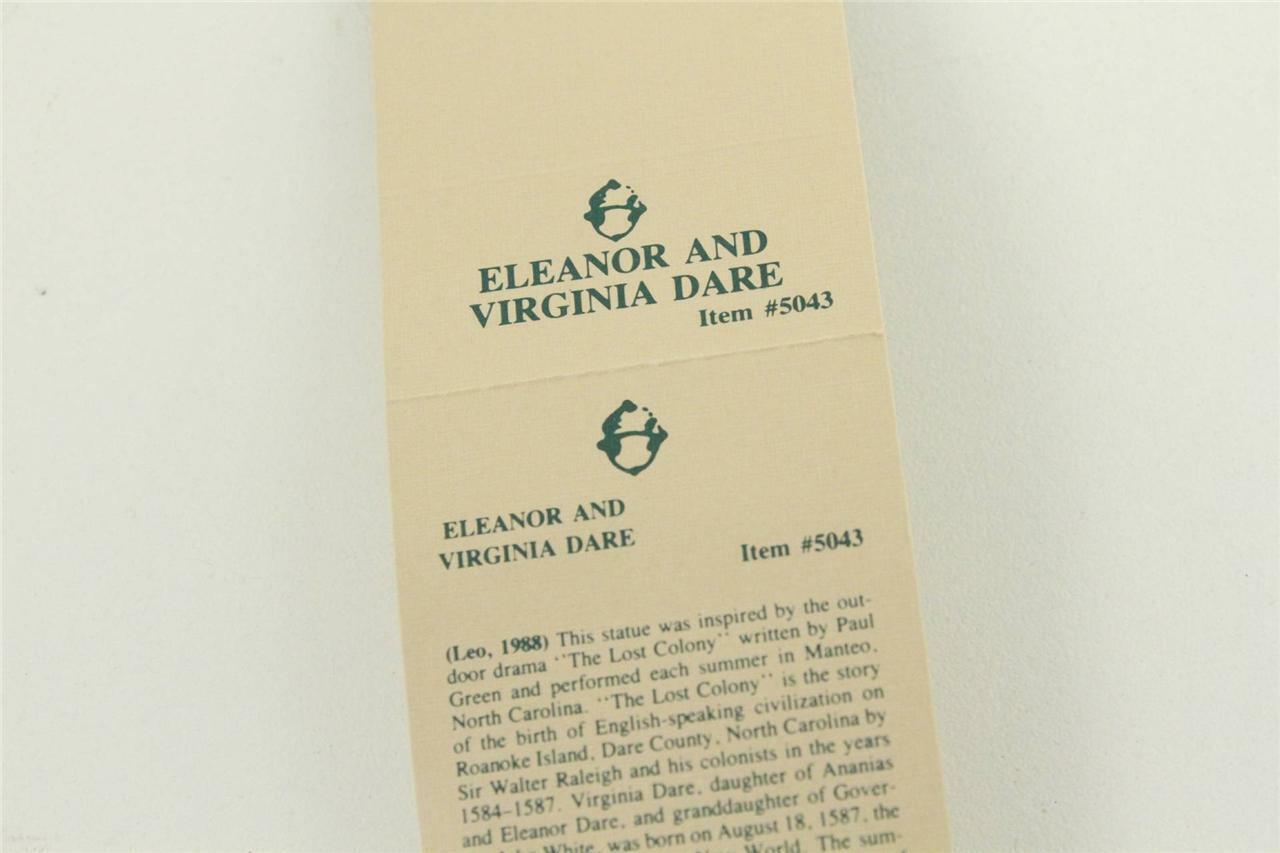 ELEANOR AND
VIRGINIA DARE
Item #5043
ELEANOR AND
VIRGINIA DARE
Item #5043
(Leo, 1988) This statue was inspired by the out-
door drama "The Lost Colony" written by Paul
Green and performed each summer in Manteo,
North Carolina. "The Lost Colony" is the story
of the birth of English-speaking civilization on
Roanoke Island, Dare County, North Carolina by
Sir Walter Raleigh and his colonists in the years
1584–1587. Virginia Dare, daughter of Ananias
and Eleanor Dare, and granddaughter of Gover-
White, was born on August 18, 1587, the
World. The sum-